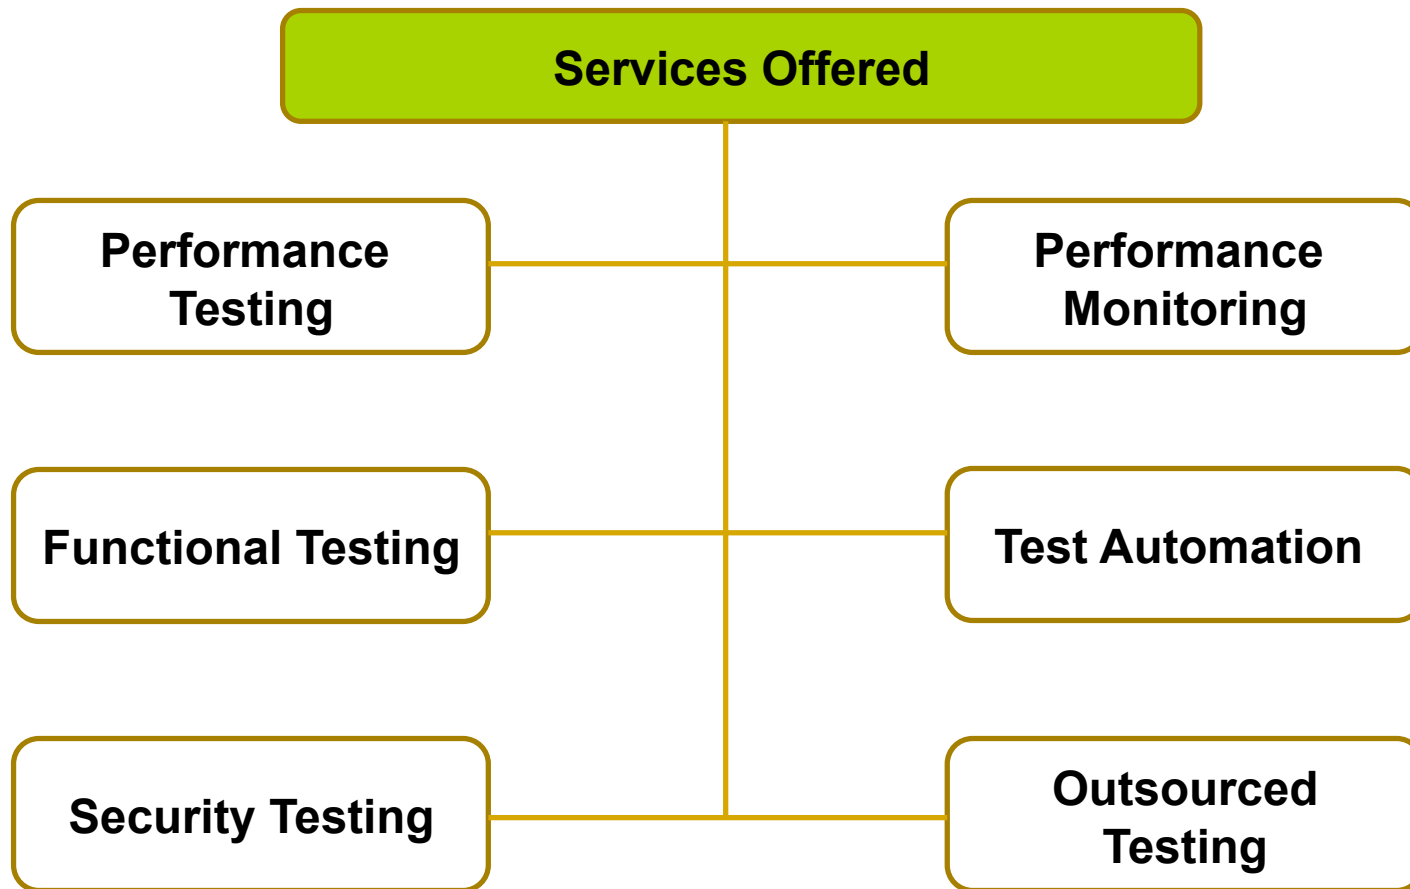 Services Offered
Performance
Testing
Performance
Monitoring
Functional Testing
Test Automation
Security Testing
Outsourced
Testing